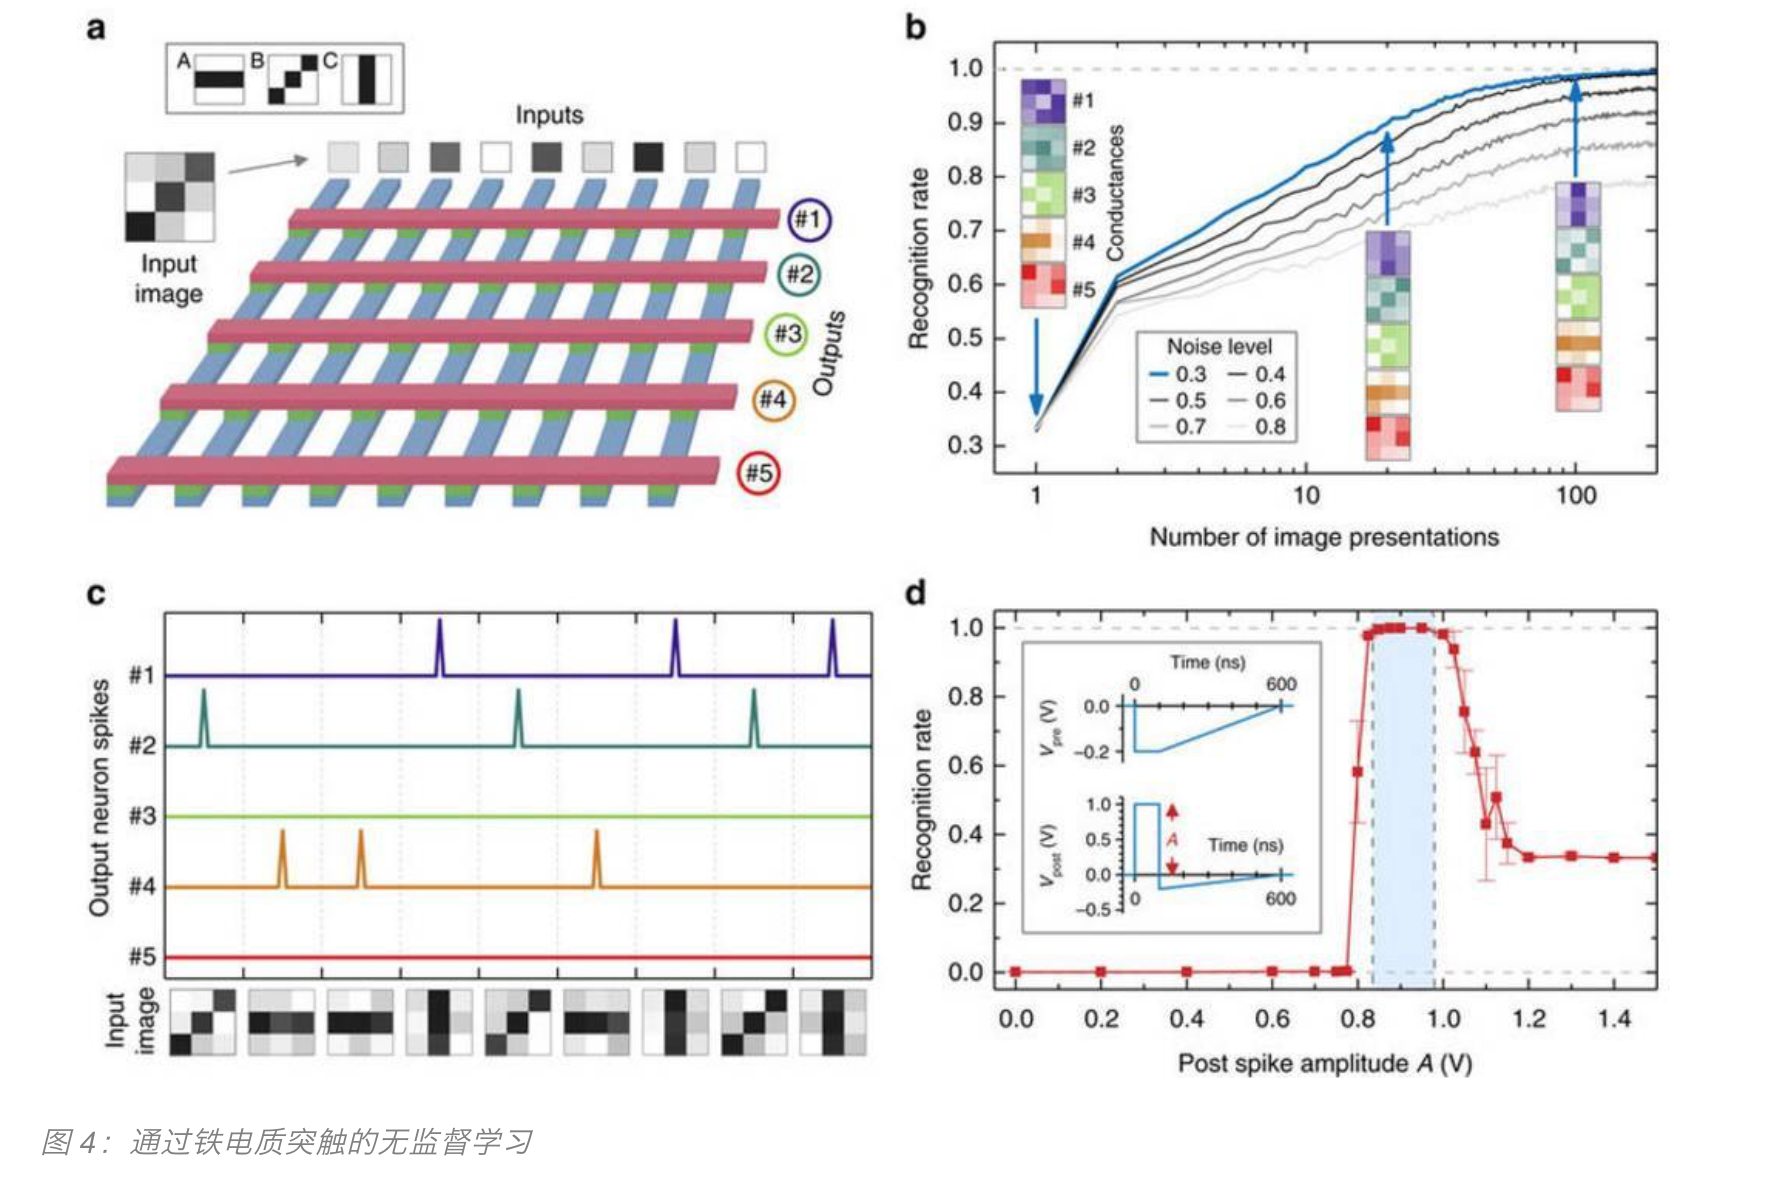 a
A
B
C
Inputs
Input
image
#1
#2
#3
#4
#5
Outputs
b
1.0
0.9
0.8
0.7
0.6
0.5
0.4
0.3
Recognition rate
#1
#2
#3
#4
#5
Conductances
Noise level
0.3
0.4
0.5
0.6
0.7
0.8
1
10
100
Number of image presentations
c
Output neuron spikes
#1
#2
#3
#4
#5
Input
image
d
1.0
0.8
0.6
0.4
0.2
0.0
Recognition rate
Time (ns)
0
600
0.0
−0.2
Vpre (V)
1.0
0.5
0.0
−0.5
Vpost (V)
A
Time (ns)
0
600
0.0
0.2
0.4
0.6
0.8
1.0
1.2
1.4
Post spike amplitude A (V)
图 4：通过铁电质突触的无监督学习